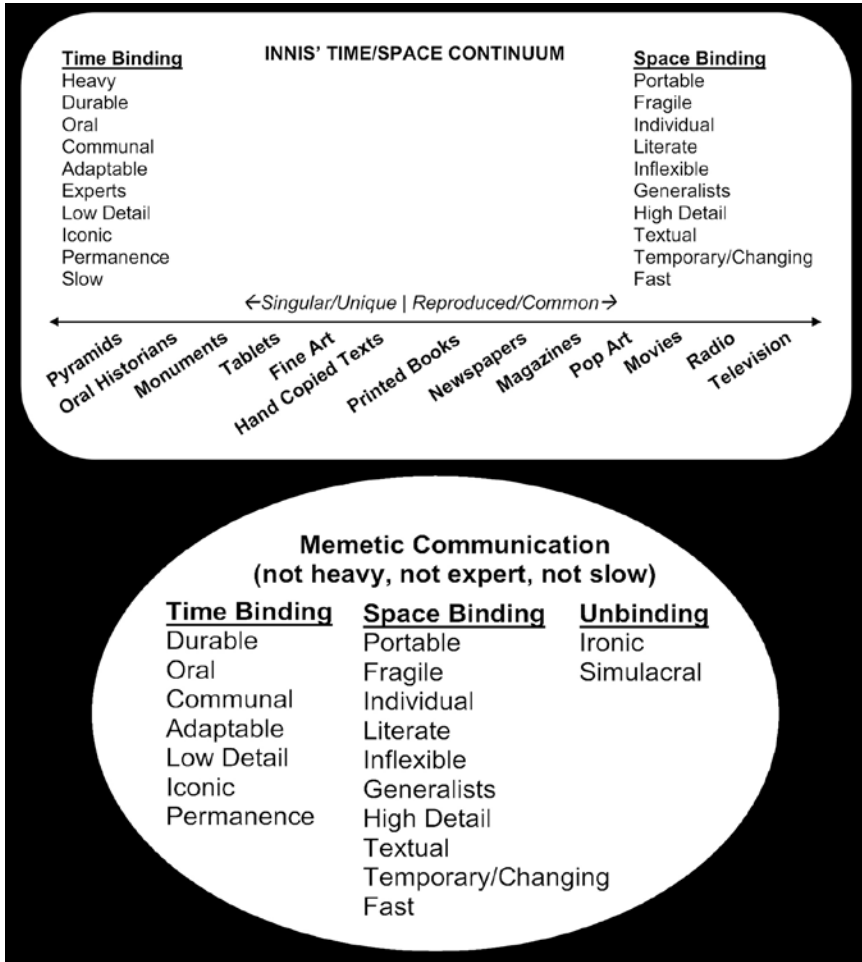 INNIS' TIME/SPACE CONTINUUM
Time Binding
Heavy
Durable
Oral
Communal
Adaptable
Experts
Low Detail
Iconic
Permanence
Slow
Space Binding
Portable
Fragile
Individual
Literate
Inflexible
Generalists
High Detail
Textual
Temporary/Changing
Fast
←Singular/Unique | Reproduced/Common→
Pyramids
Oral Historians
Monuments
Tablets
Fine Art
Hand Copied Texts
Printed Books
Newspapers
Magazines
Pop Art
Movies
Radio
Television
Memetic Communication
(not heavy, not expert, not slow)
Time Binding
Durable
Oral
Communal
Adaptable
Low Detail
Iconic
Permanence
Space Binding
Portable
Fragile
Individual
Literate
Inflexible
Generalists
High Detail
Textual
Temporary/Changing
Fast
Unbinding
Ironic
Simulacral